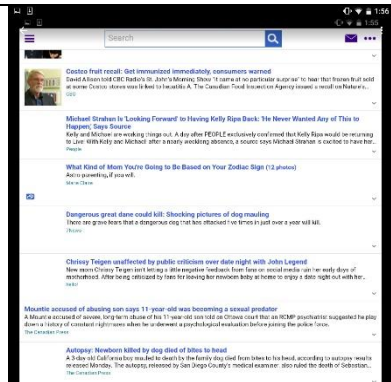 1:56
1:55
Search
Costco fruit recall: Get immunized immediately, consumers warned
David Allison told CBC Radio's St. John's Morning Show 'it came at no particular surprise' to hear that frozen fruit sold
at some Costco stores was linked to hepatitis A. The Canadian Food Inspection Agency issued a recall on Nature's...
CBC
Michael Strahan Is 'Looking Forward' to Having Kelly Ripa Back: 'He Never Wanted Any of This to
Happen,' Says Source
Kelly and Michael are working things out. A day after PEOPLE exclusively confirmed that Kelly Ripa would be returning
to Live! With Kelly and Michael after a nearly weeklong absence, a source says Michael Strahan is excited to have her...
People
What Kind of Mom You're Going to Be Based on Your Zodiac Sign (12 photos)
Astro-parenting, if you will.
Marie Claire
Dangerous great dane could kill: Shocking pictures of dog mauling
There are grave fears that a dangerous dog that has attacked five times in just over a year will kill.
Chrissy Teigen unaffected by public criticism over date night with John Legend
New mom Chrissy Teigen isn't letting a little negative feedback from fans on social media ruin her early days of
motherhood. After being criticized by fans for leaving her newborn baby at home to enjoy a date night out with her...
Hello!
Mountie accused of abusing son says 11-year-old was becoming a sexual predator
A Mountie accused of severe, long-term abuse of his 11-year-old son told an Ottawa court that an RCMP psychiatrist suggested he play
down a history of constant nightmares when he underwent a psychological evaluation before joining the police force.
The Canadian Press
Autopsy: Newborn killed by dog died of bites to head
A 3-day-old California boy mauled to death by the family dog died from bites to his head, according to autopsy results
released Monday. The autopsy, released by San Diego County's medical examiner, also ruled the death of Sebastian...
The Canadian Press